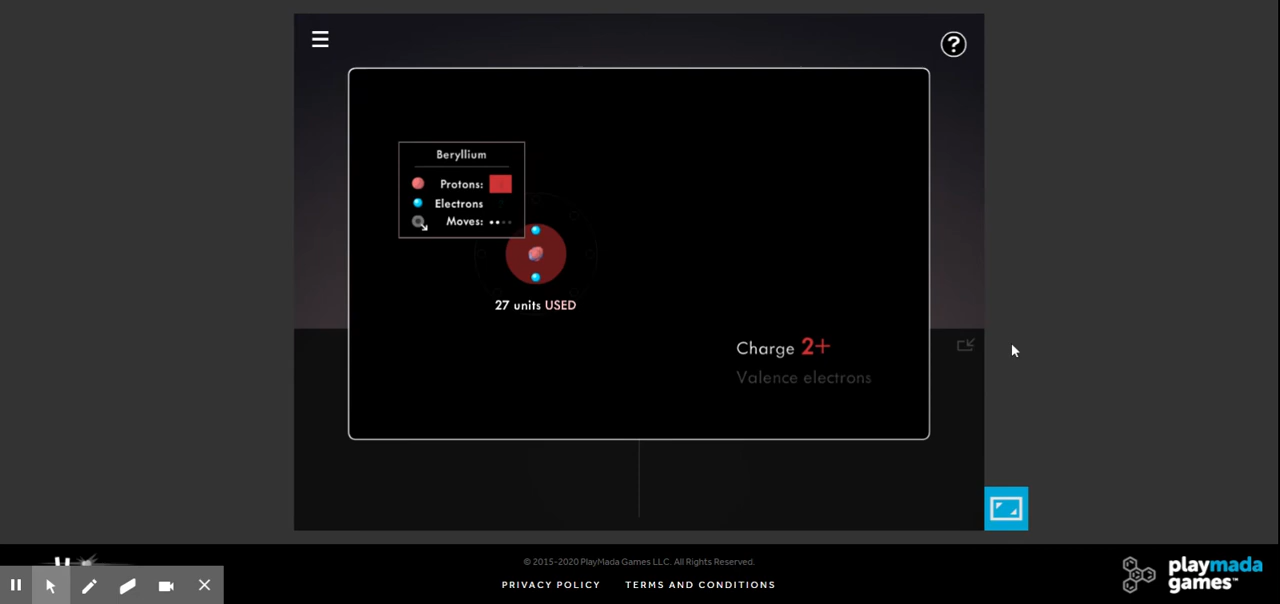 ?
Beryllium
Protons:
Electrons
Moves:
27 units USED
Charge 2+
Valence electrons
© 2015-2020 PlayMada Games LLC. All Rights Reserved.
PRIVACY POLICY TERMS AND CONDITIONS
playmada
games™